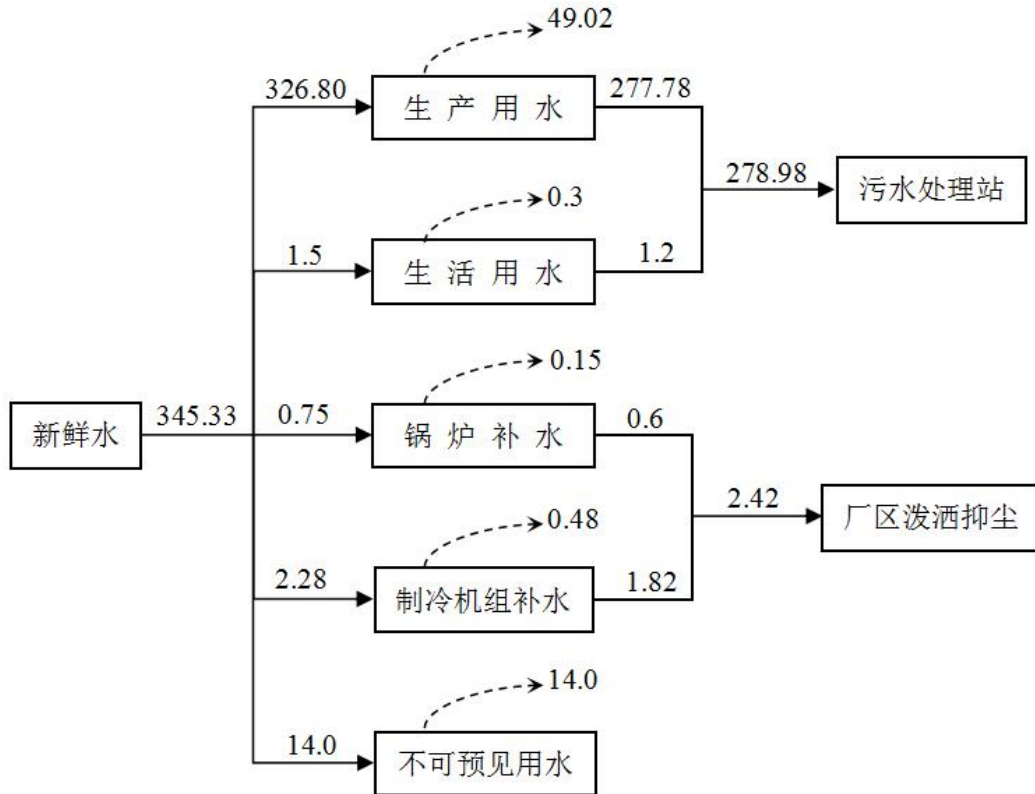 49.02
326.80
生产用水
277.78
278.98
污水处理站
0.3
1.5
生活用水
1.2
0.15
新鲜水
345.33
0.75
锅炉补水
0.6
2.42
厂区泼洒抑尘
0.48
2.28
制冷机组补水
1.82
14.0
14.0
不可预见用水